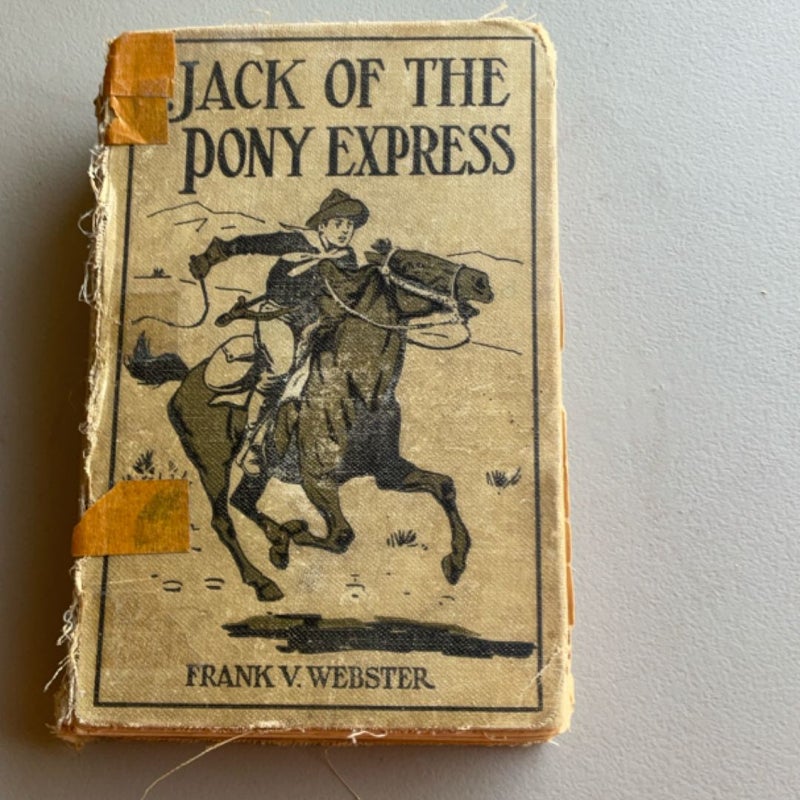 JACK OF THE
PONY EXPRESS
FRANK V. WEBSTER